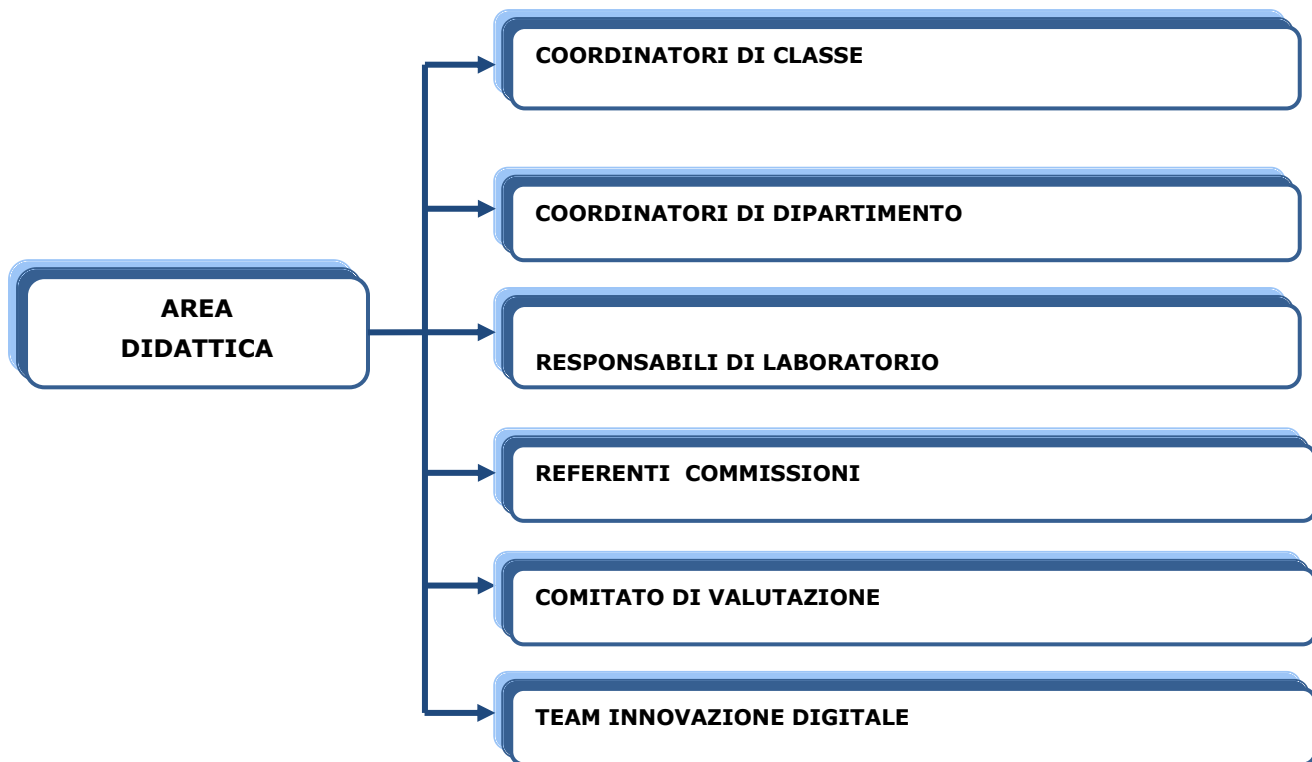 COORDINATORI DI CLASSE
COORDINATORI DI DIPARTIMENTO
AREA
DIDATTICA
RESPONSABILI DI LABORATORIO
REFERENTI  COMMISSIONI
COMITATO DI VALUTAZIONE
TEAM INNOVAZIONE DIGITALE